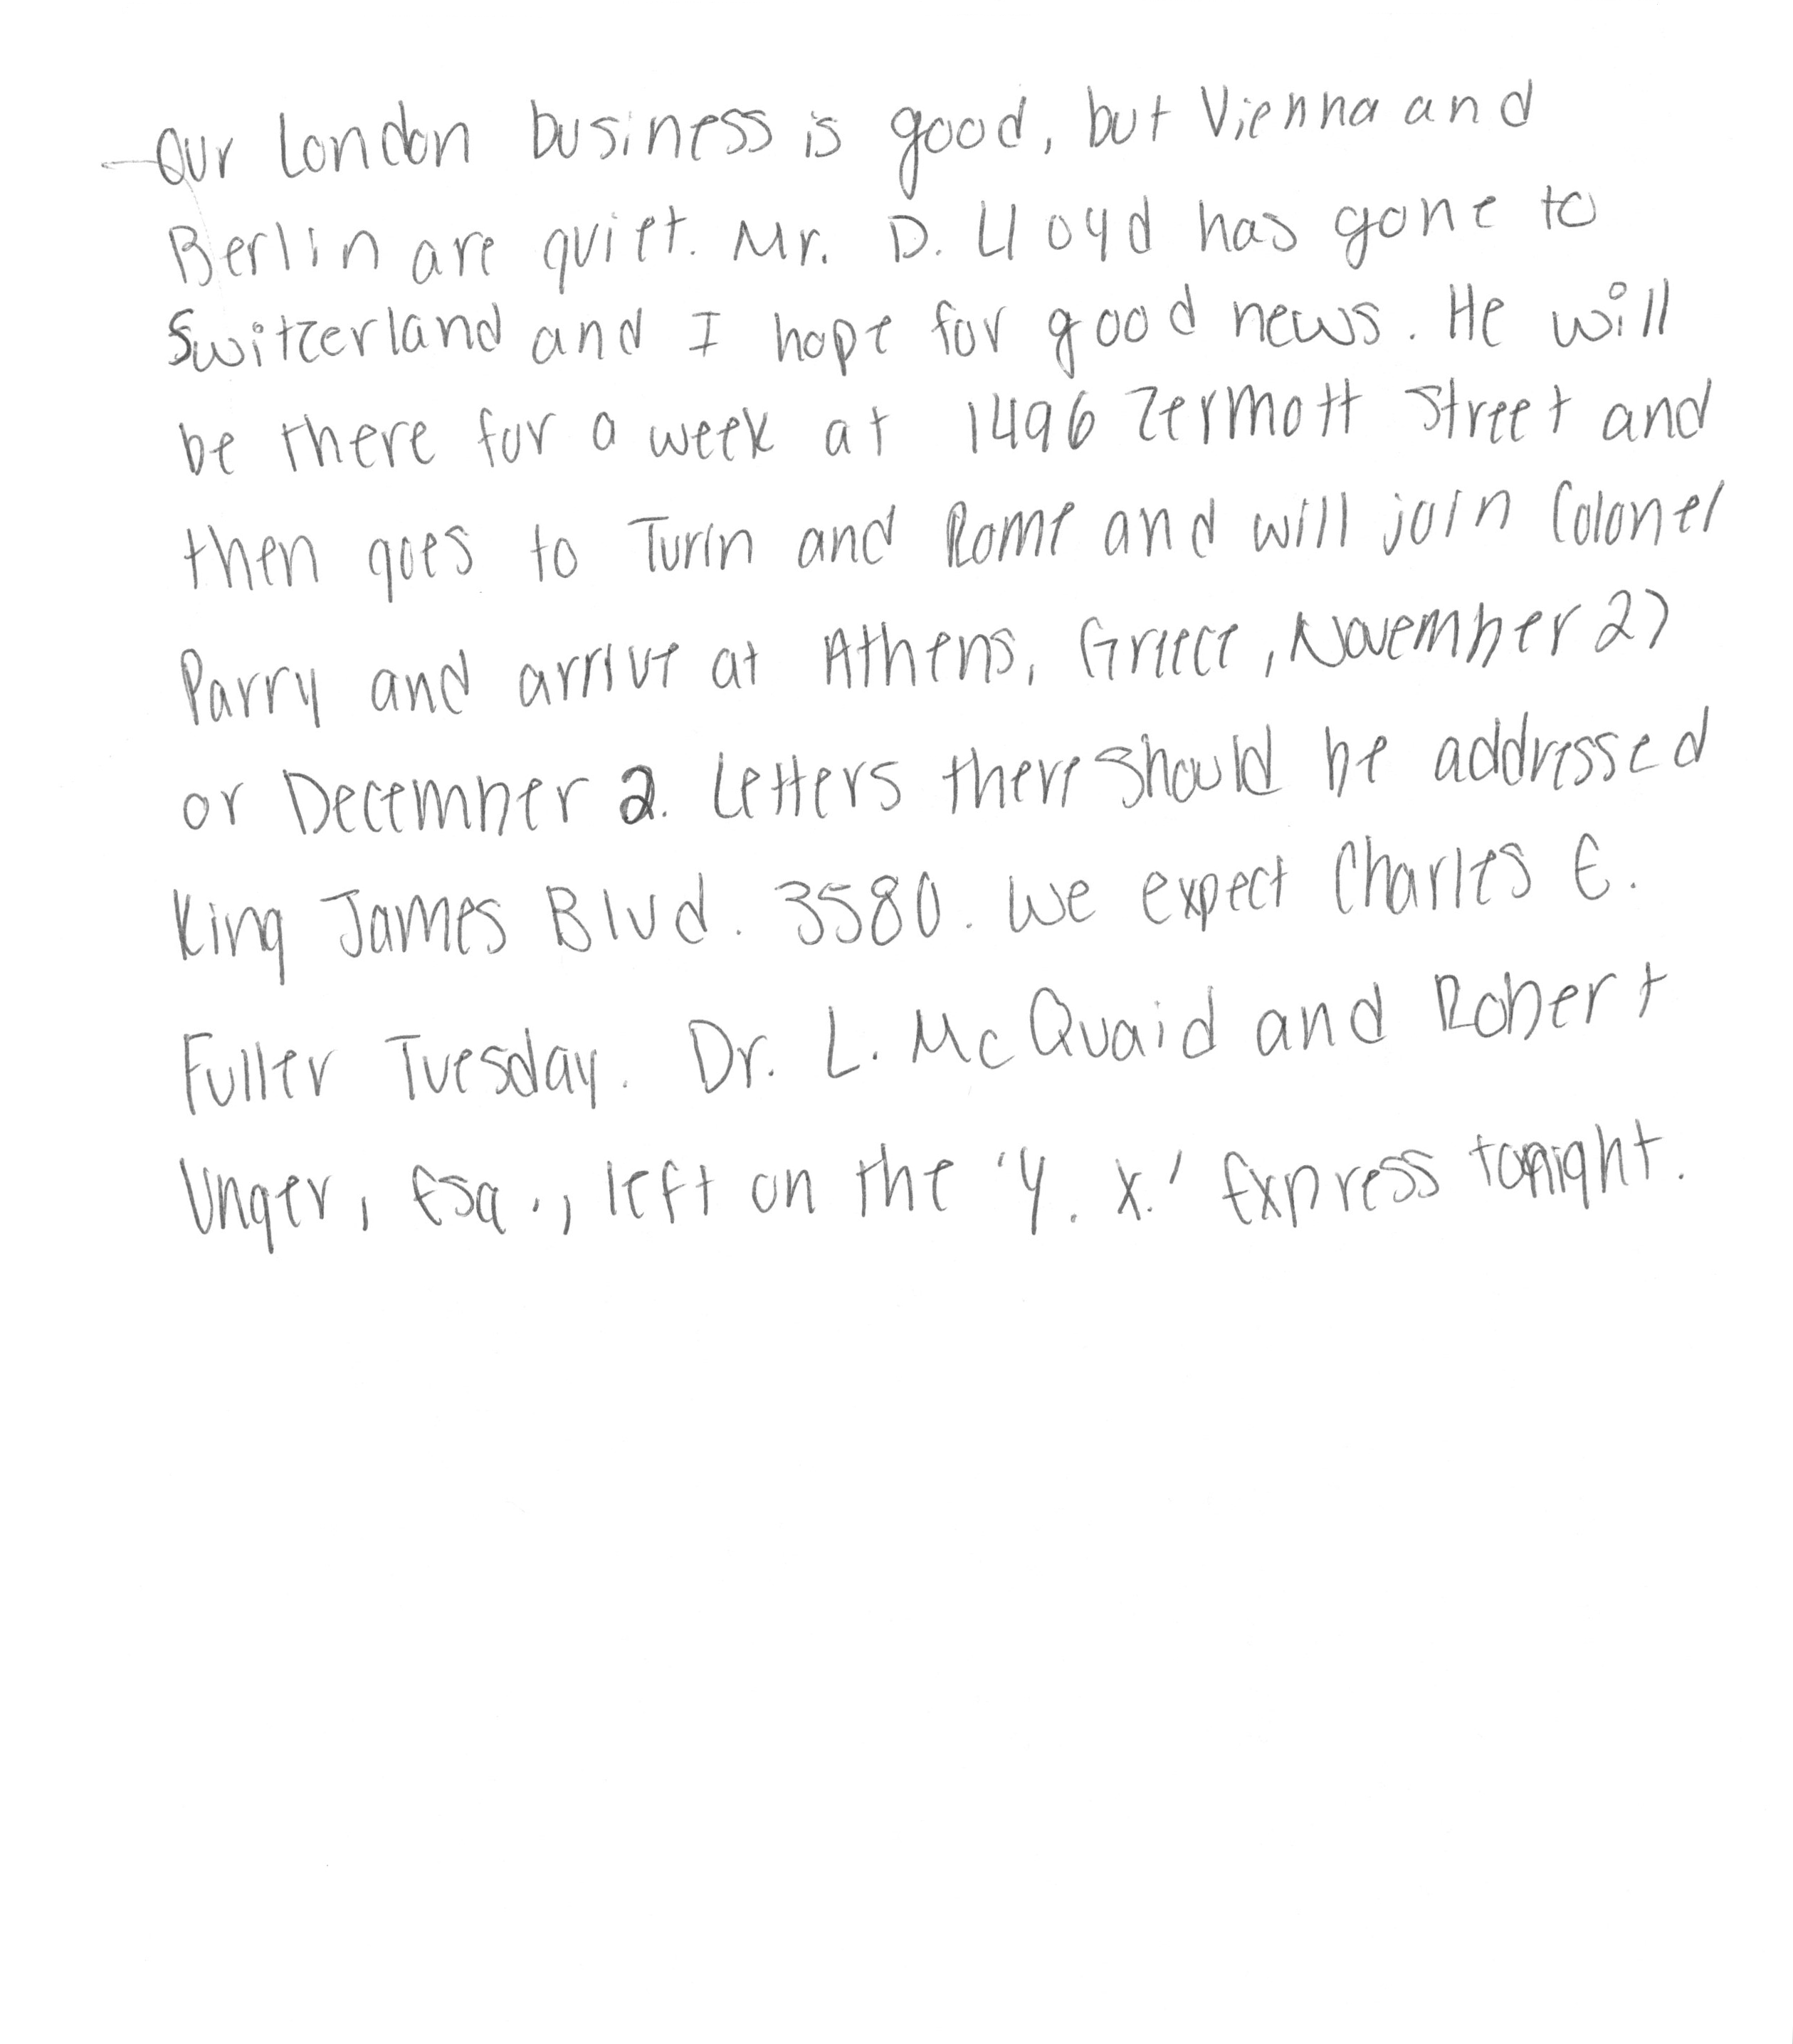 Our London business is good, but Vienna and
Berlin are quiet. Mr. D. Lloyd has gone to
Switzerland and I hope for good news. He will
be there for a week at 1496 Zermott Street and
then goes to Turin and Rome and will join Colonel
Parry and arrive at Athens, Greece, November 27
or December 2. Letters there should be addressed
King James Blvd. 3580. We expect Charles E.
Fuller Tuesday. Dr. L. McQuaid and Robert
Unger, Esq., left on the 'Y. X.' Express tonight.